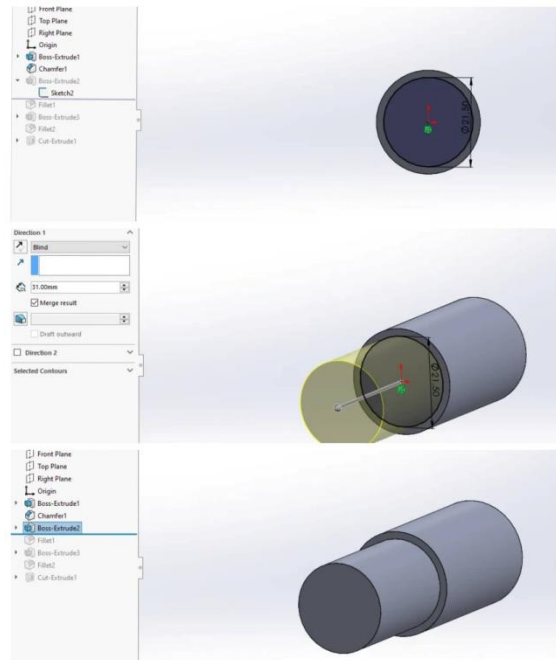 Front Plane
Top Plane
Right Plane
Origin
Boss-Extrude1
Chamfer1
Boss-Extrude2
Sketch2
Fillet1
Boss-Extrude3
Fillet2
Cut-Extrude1
Ø21.50
Direction 1
Blind
31.00mm
Merge result
Draft outward
Direction 2
Selected Contours
Ø21.50
Front Plane
Top Plane
Right Plane
Origin
Boss-Extrude1
Chamfer1
Boss-Extrude2
Fillet1
Boss-Extrude3
Fillet2
Cut-Extrude1